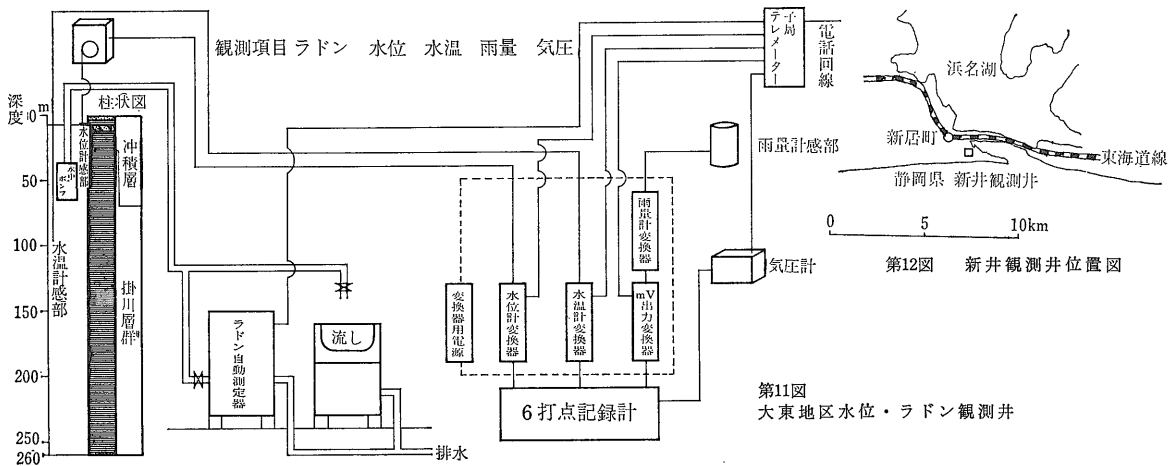 観測項目 ラドン 水位 水温 雨量 気圧
子局
テレメーター
電話回線
深度
m
柱状図
0
50
100
150
200
250
260
水位計感部
水中ポンプ
沖積層
掛川層群
水温計感部
ラドン自動測定器
流し
排水
変換器用電源
水位計変換器
水温計変換器
雨量計変換器
mV出力変換器
6打点記録計
雨量計感部
気圧計
第11図
大東地区水位・ラドン観測井
浜名湖
新居町
東海道線
静岡県 新井観測井
0 5 10km
第12図 新井観測井位置図